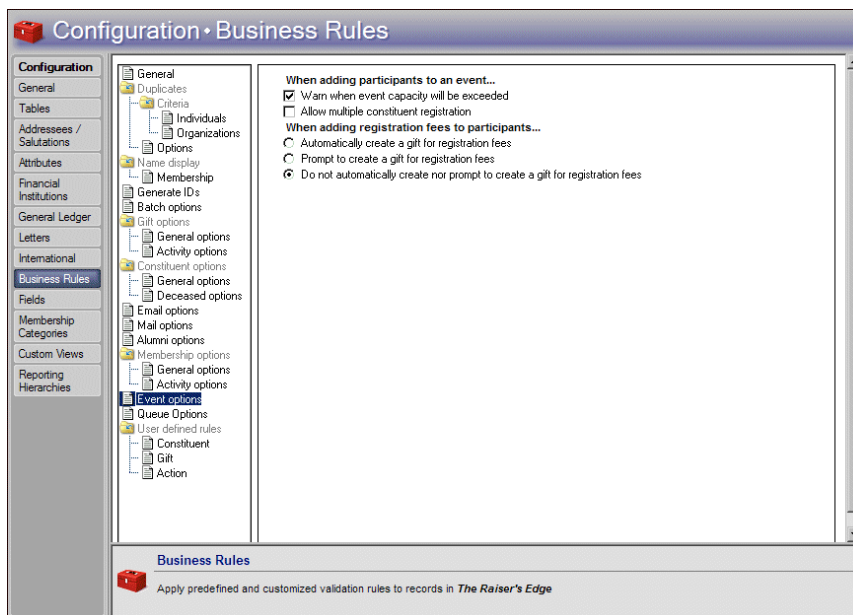 Configuration • Business Rules
Configuration
General
Tables
Addressees /
Salutations
Attributes
Financial
Institutions
General Ledger
Letters
International
Business Rules
Fields
Membership
Categories
Custom Views
Reporting
Hierarchies
General
Duplicates
Criteria
Individuals
Organizations
Options
Name display
Membership
Generate IDs
Batch options
Gift options
General options
Activity options
Constituent options
General options
Deceased options
Email options
Mail options
Alumni options
Membership options
General options
Activity options
Event options
Queue Options
User defined rules
Constituent
Gift
Action
When adding participants to an event...
Warn when event capacity will be exceeded
Allow multiple constituent registration
When adding registration fees to participants...
Automatically create a gift for registration fees
Prompt to create a gift for registration fees
Do not automatically create nor prompt to create a gift for registration fees
Business Rules
Apply predefined and customized validation rules to records in The Raiser's Edge